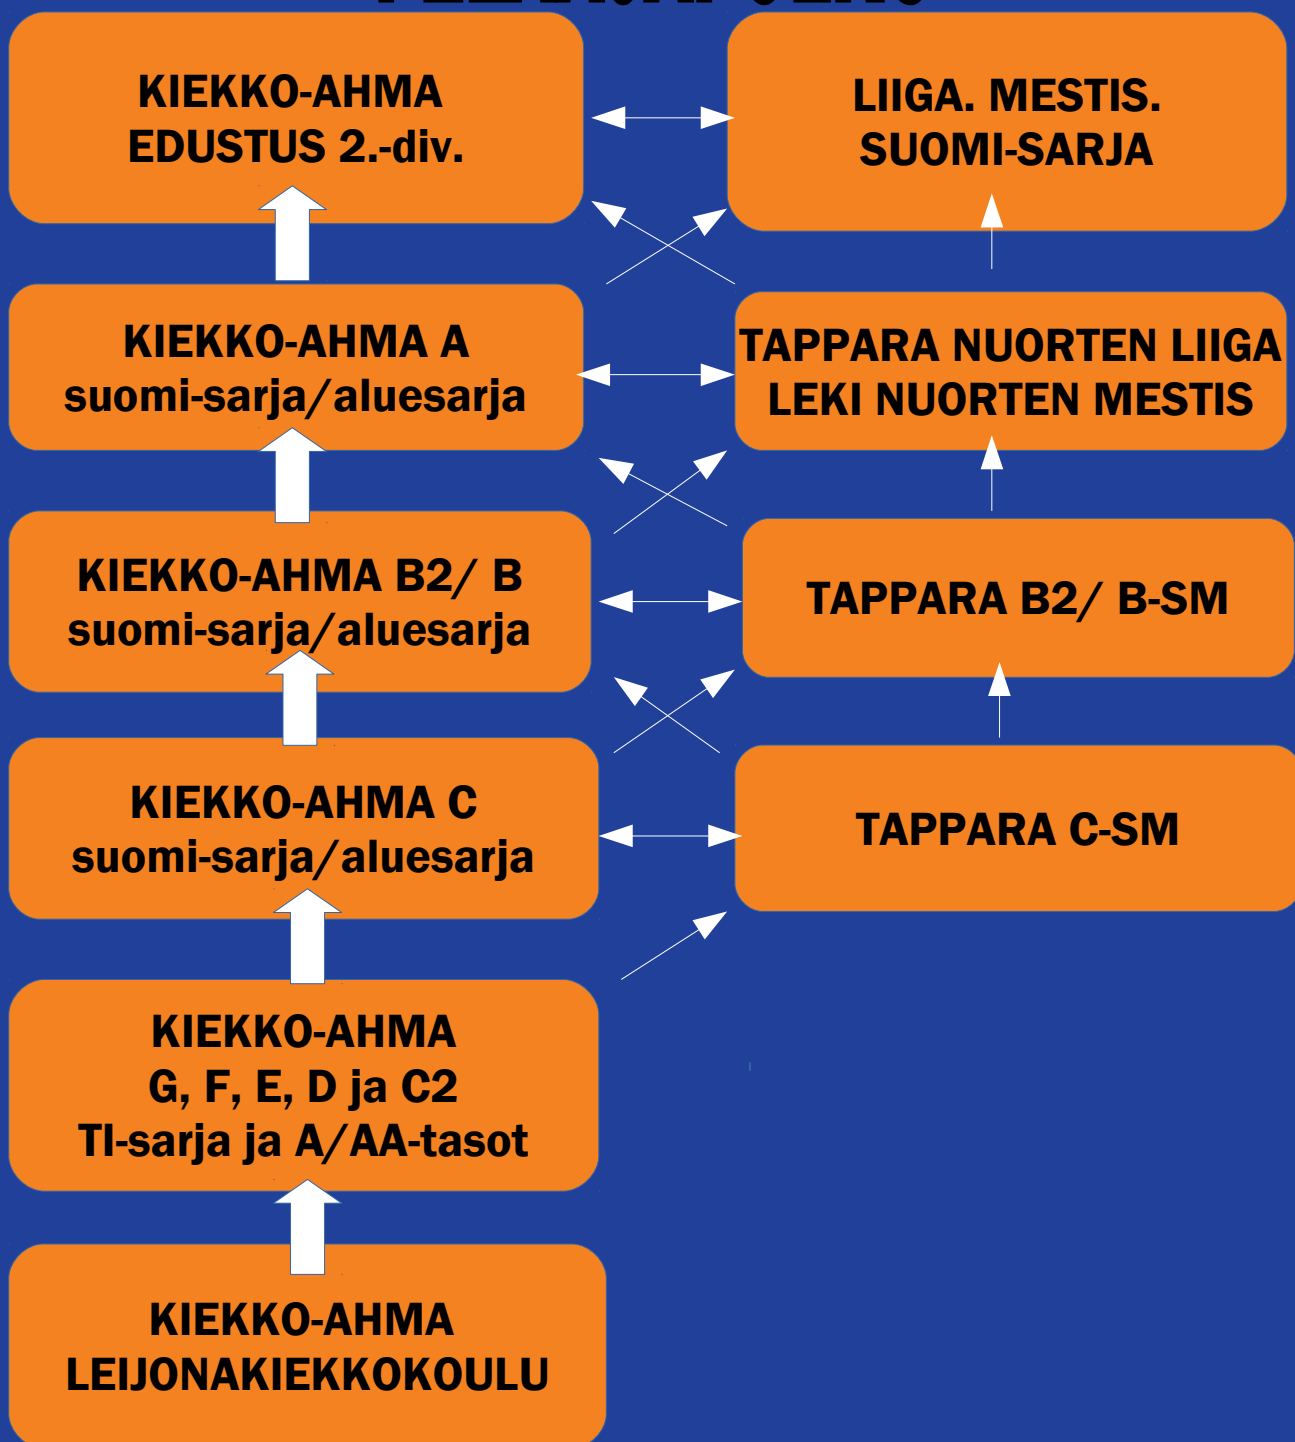 KIEKKO-AHMA
EDUSTUS 2.-div.
LIIGA. MESTIS.
SUOMI-SARJA
KIEKKO-AHMA A
suomi-sarja/aluesarja
TAPPARA NUORTEN LIIGA
LEKI NUORTEN MESTIS
KIEKKO-AHMA B2/ B
suomi-sarja/aluesarja
TAPPARA B2/ B-SM
KIEKKO-AHMA C
suomi-sarja/aluesarja
TAPPARA C-SM
KIEKKO-AHMA
G, F, E, D ja C2
TI-sarja ja A/AA-tasot
KIEKKO-AHMA
LEIJONAKIEKKOKOULU